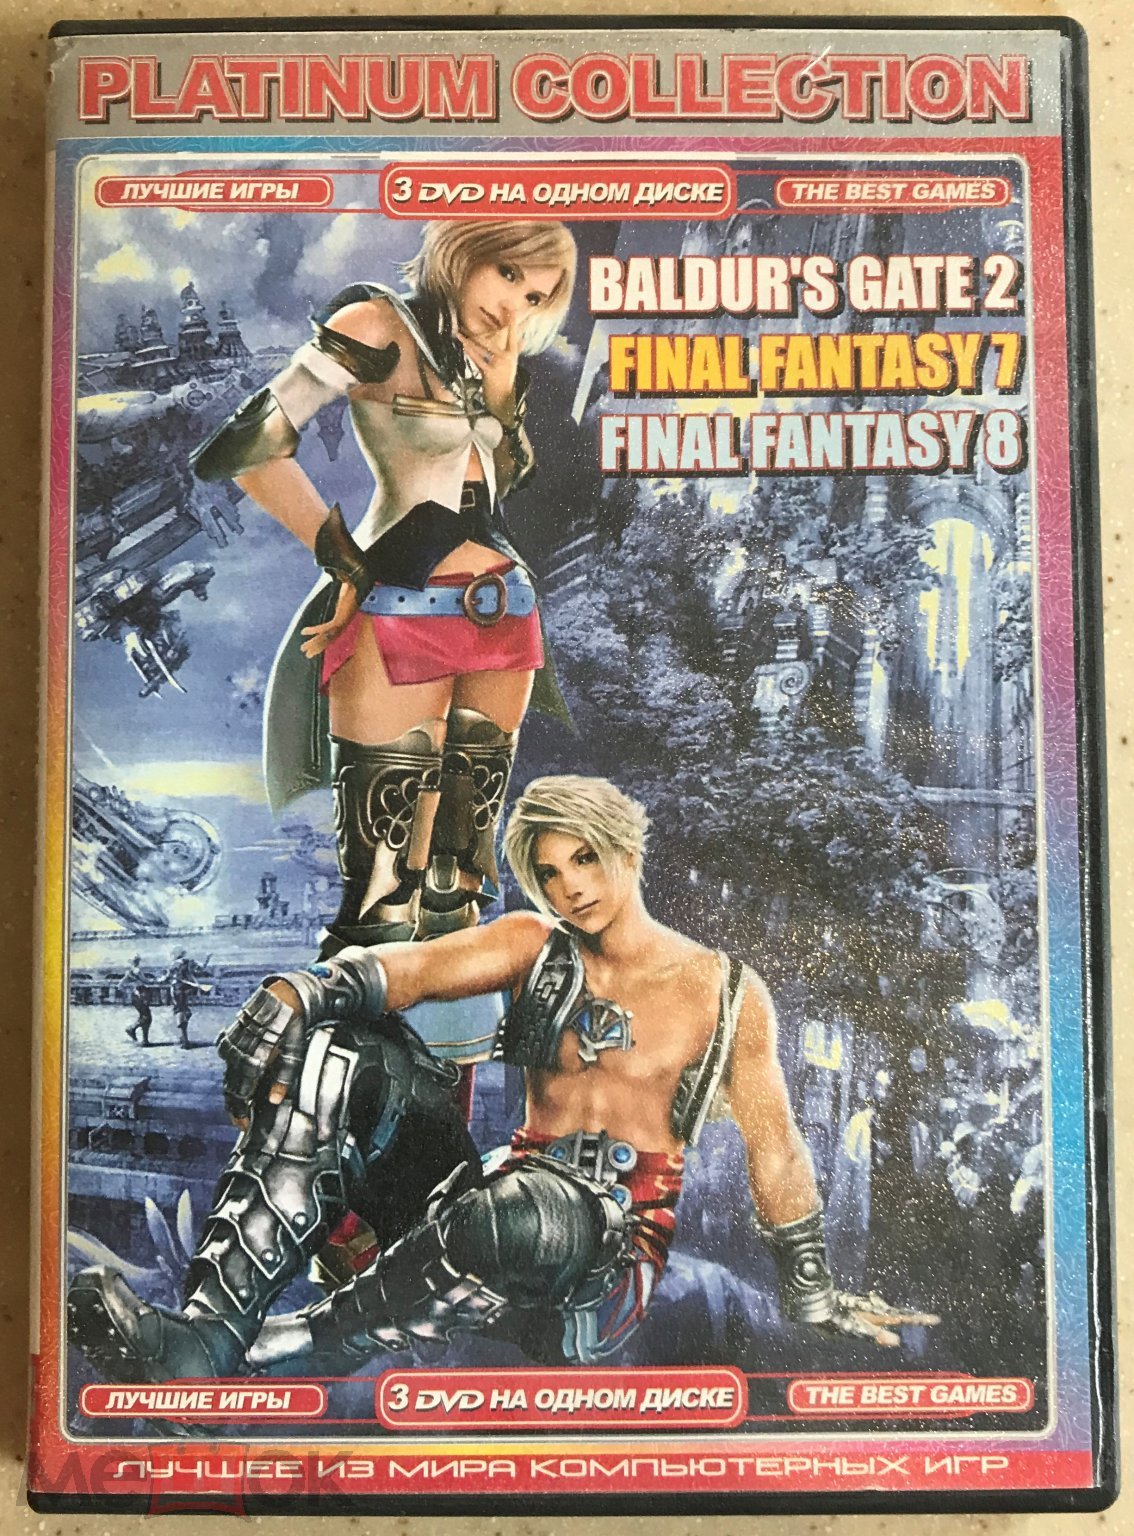 PLATINUM COLLECTION
ЛУЧШИЕ ИГРЫ
3 DVD НА ОДНОМ ДИСКЕ
THE BEST GAMES
BALDUR'S GATE 2
FINAL FANTASY 7
FINAL FANTASY 8
ЛУЧШИЕ ИГРЫ
3 DVD НА ОДНОМ ДИСКЕ
THE BEST GAMES
ЛУЧШЕЕ ИЗ МИРА КОМПЬЮТЕРНЫХ ИГР
мешок